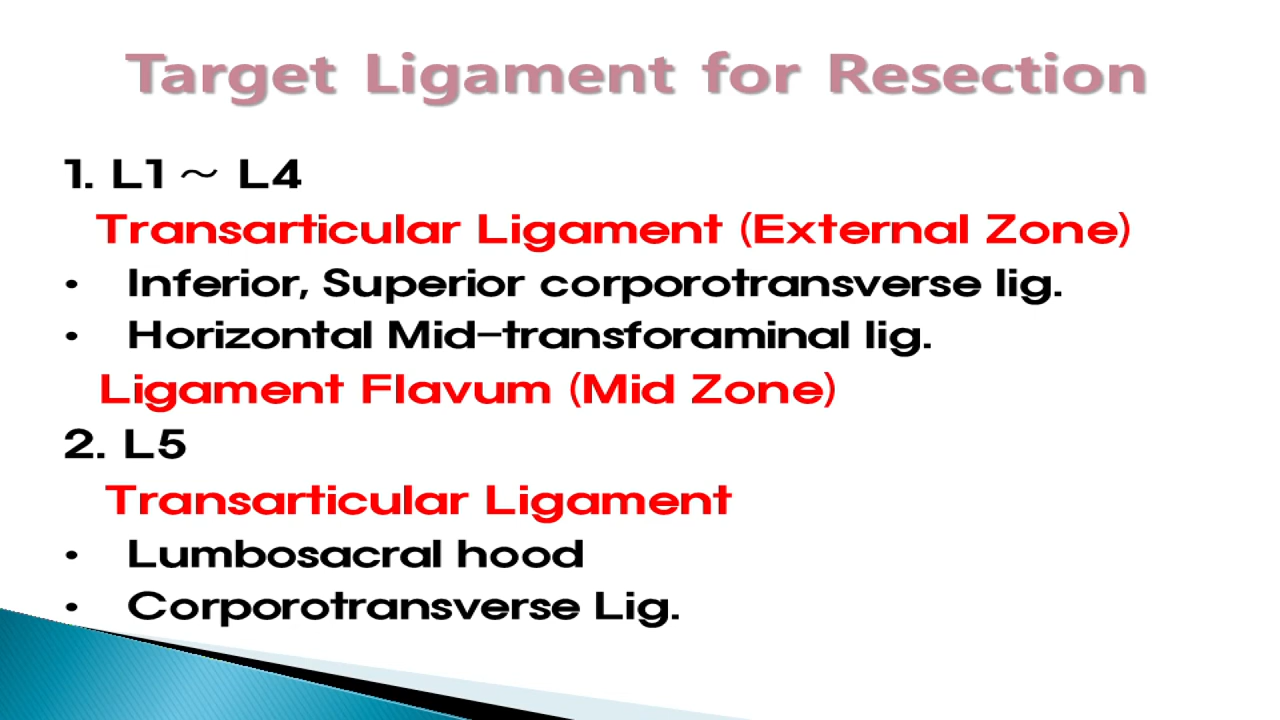 Target Ligament for Resection
1. L1 ~ L4
Transarticular Ligament (External Zone)
• Inferior, Superior corporotransverse lig.
• Horizontal Mid-transforaminal lig.
Ligament Flavum (Mid Zone)
2. L5
Transarticular Ligament
• Lumbosacral hood
• Corporotransverse Lig.